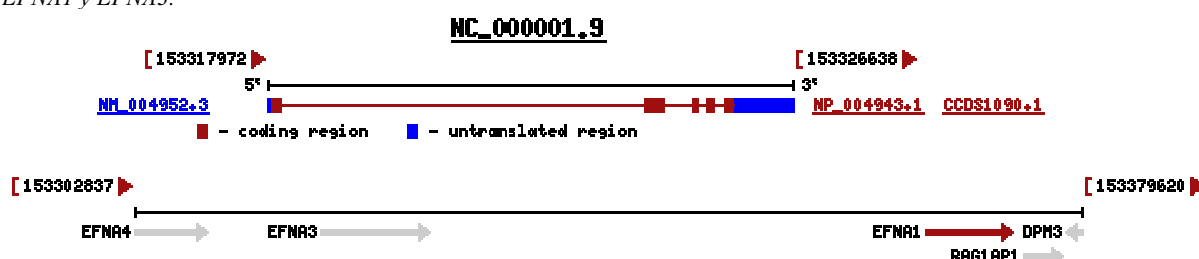 EFNA1 y EFNA3.
NC_000001.9
[153317972 [153326638
5' 3'
NM_004952.3 NP_004943.1 CCDS1090.1
- coding region - untranslated region
[153302837 [153379620
EFNA4 EFNA3 EFNA1 DPM3
RAG1AP1